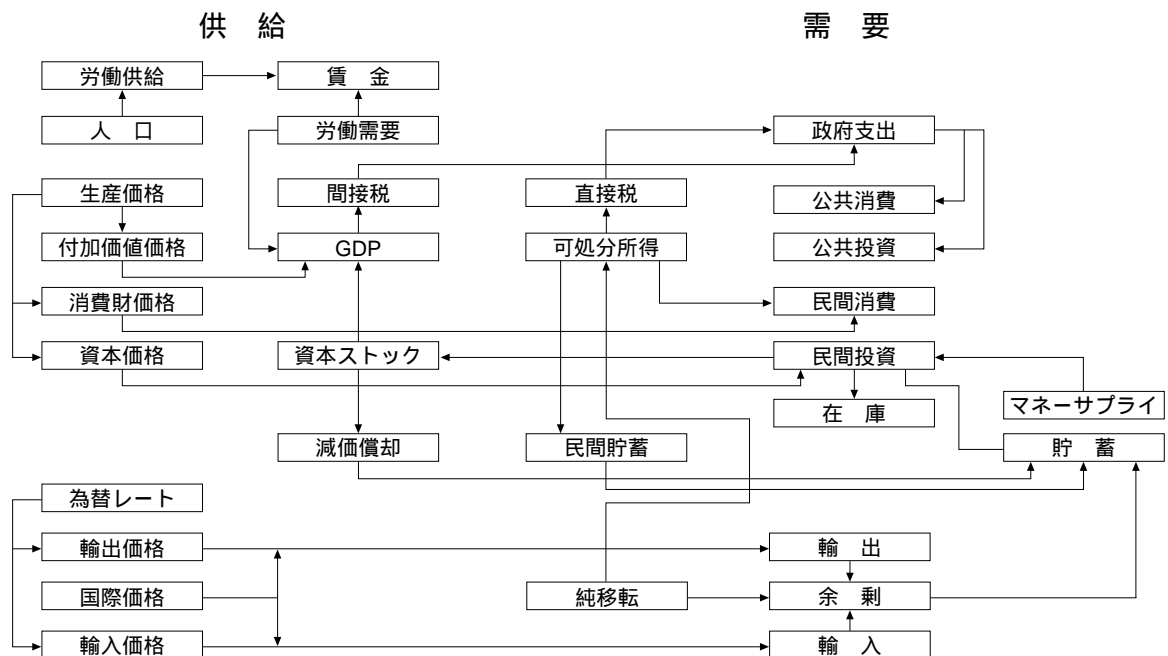 供 給
需 要
労働供給
賃 金
人 口
労働需要
政府支出
生産価格
間接税
直接税
公共消費
付加価値価格
GDP
可処分所得
公共投資
消費財価格
民間消費
資本価格
資本ストック
民間投資
マネーサプライ
在 庫
減価償却
民間貯蓄
貯 蓄
為替レート
輸出価格
輸 出
国際価格
純移転
余 剰
輸入価格
輸 入